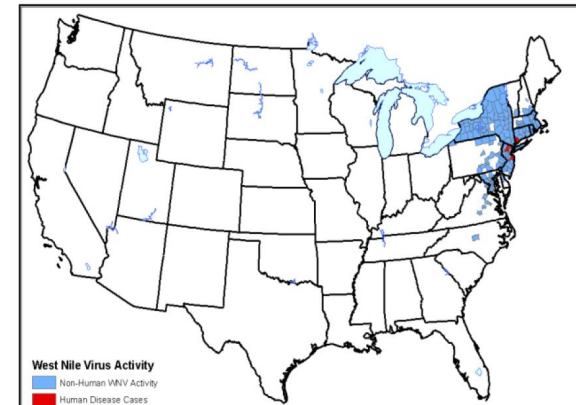 West Nile Virus Activity
Non-Human WNV Activity
Human Disease Cases